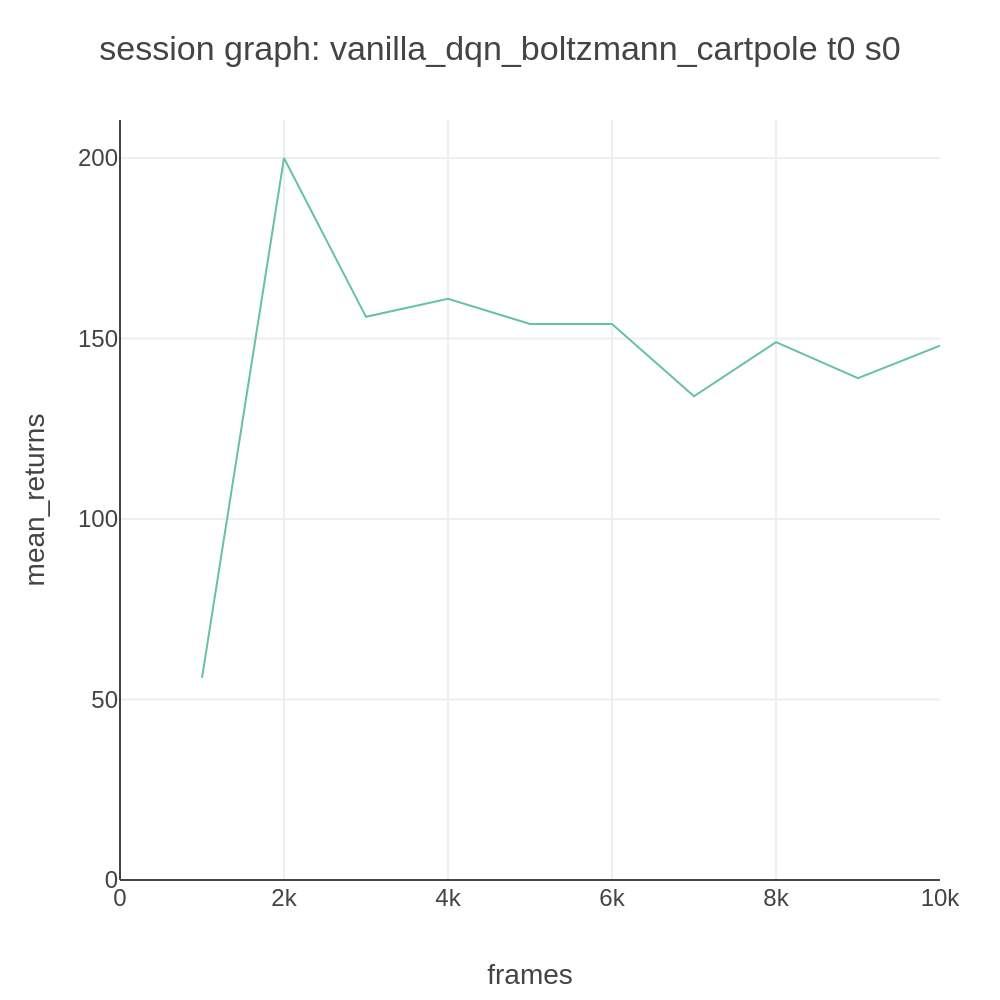 session graph: vanilla_dqn_boltzmann_cartpole t0 s0
200
150
100
50
0
0 2k 4k 6k 8k 10k
mean_returns
frames